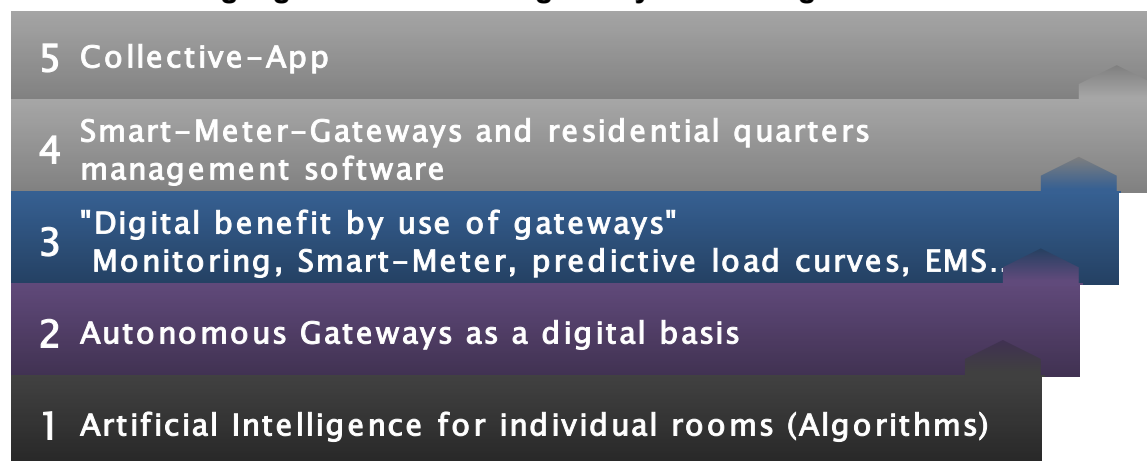 5 Collective-App
4 Smart-Meter-Gateways and residential quarters
management software
3 "Digital benefit by use of gateways"
Monitoring, Smart-Meter, predictive load curves, EMS..
2 Autonomous Gateways as a digital basis
1 Artificial Intelligence for individual rooms (Algorithms)